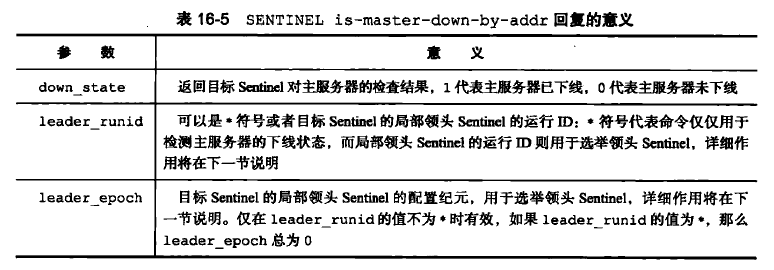 表 16-5 SENTINEL is-master-down-by-addr 回复的意义
参 数 意 义
down_state 返回目标 Sentinel 对主服务器的检查结果，1 代表主服务器已下线，0 代表主服务器未下线
leader_runid 可以是 * 符号或者目标 Sentinel 的局部领头 Sentinel 的运行 ID：* 符号代表命令仅仅用于
检测主服务器的下线状态，而局部领头 Sentinel 的运行 ID 则用于选举领头 Sentinel，详细作
用将在下一节说明
leader_epoch 目标 Sentinel 的局部领头 Sentinel 的配置纪元，用于选举领头 Sentinel，详细作用将在下
一节说明。仅在 leader_runid 的值不为 * 时有效，如果 leader_runid 的值为 *，那么
leader_epoch 总为 0